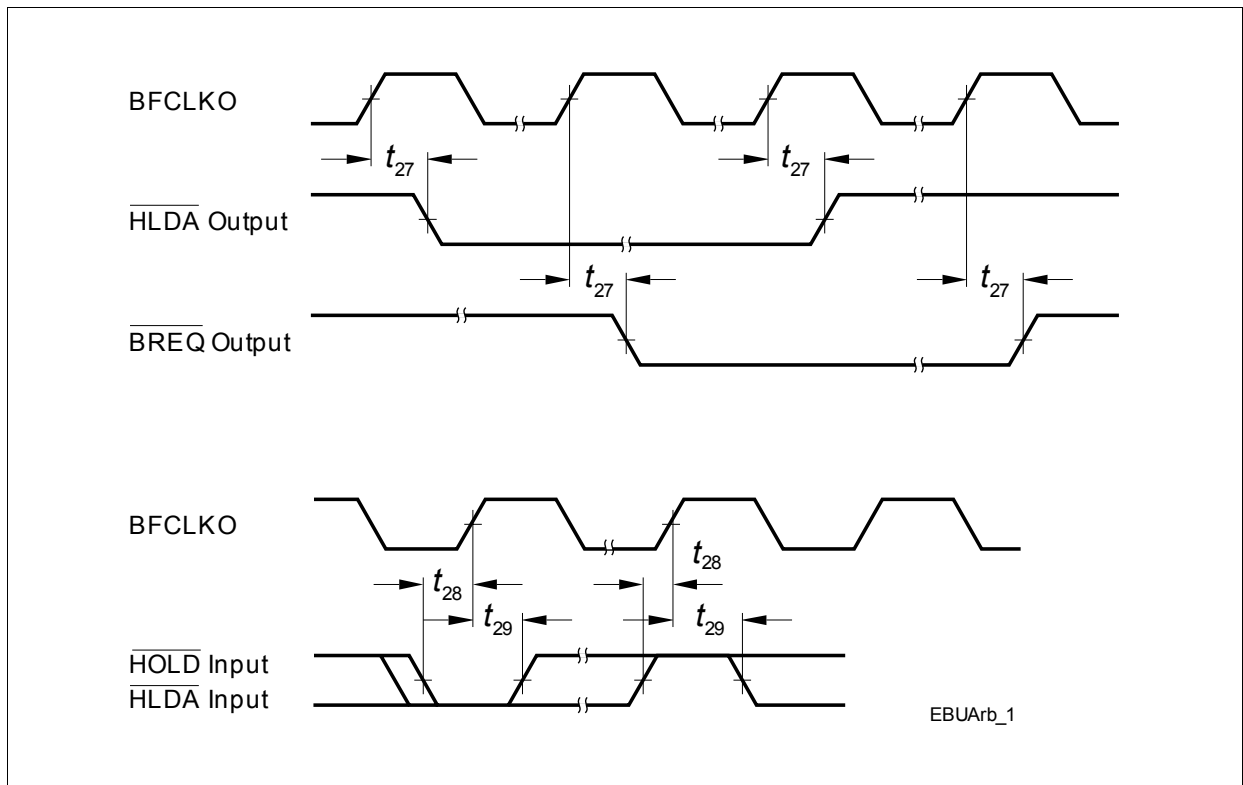 BFCLKO
t27
t27
HLDA Output
t27
t27
BREQ Output
BFCLKO
t28
t28
t29
t29
HOLD Input
HLDA Input
EBUArb_1